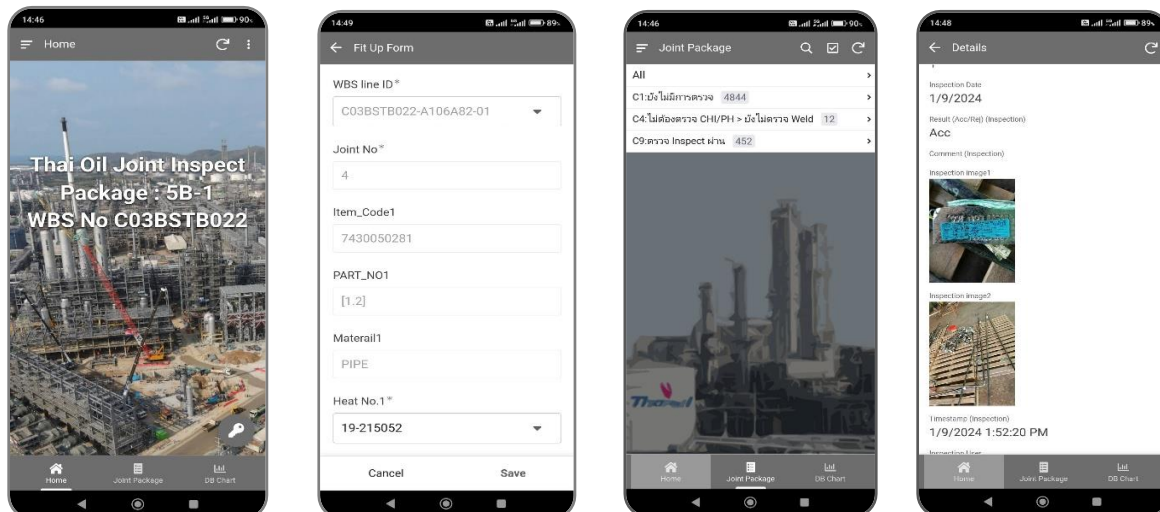 14:46
90%
Home
Thai Oil Joint Inspect
Package : 5B-1
WBS No C03BSTB022
Home
Joint Package
DB Chart
14:49
89%
Fit Up Form
WBS line ID*
C03BSTB022-A106A82-01
Joint No*
4
Item_Code1
7430050281
PART_NO1
[1.2]
Materail1
PIPE
Heat No.1*
19-215052
Cancel
Save
14:46
90%
Joint Package
All
C1:ยังไม่มีการตรวจ 4844
C4:ไม่ต้องตรวจ CHI/PH > ยังไม่ตรวจ Weld 12
C9:ตรวจ Inspect ผ่าน 452
Thaioil
Home
Joint Package
DB Chart
14:48
89%
Details
Inspection Date
1/9/2024
Result (Acc/Rej) (Inspection)
Acc
Comment (Inspection)
Inspection Image1
Inspection Image2
Timestamp (Inspection)
1/9/2024 1:52:20 PM
Inspection User
Home
Joint Package
DB Chart